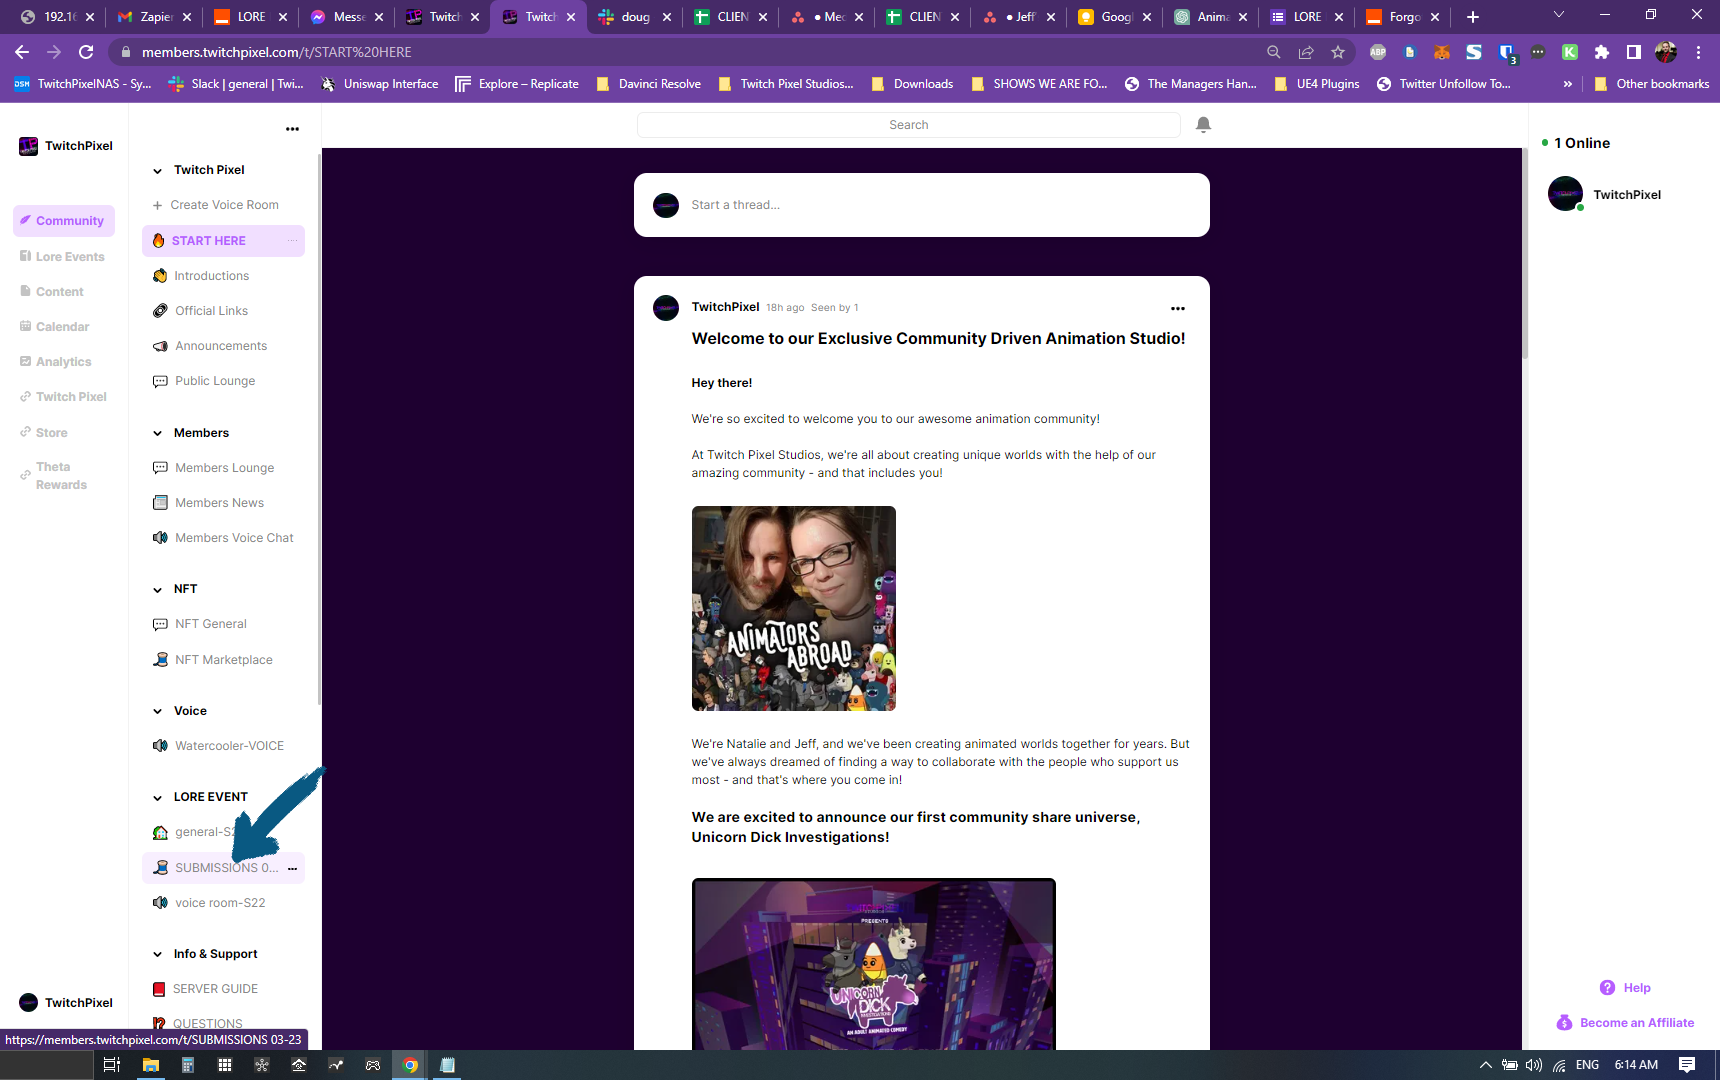 192.16
Zapier
LORE
Messe
Twitch
Twitch
doug
CLIEN
Mec
CLIEN
Jeff
Goog
Anima
LORE
Forgo
members.twitchpixel.com/t/START%20HERE
ABP
3
DSM TwitchPixelNAS - Sy...
Slack | general | Twi...
Uniswap Interface
Explore – Replicate
Davinci Resolve
Twitch Pixel Studios...
Downloads
SHOWS WE ARE FO...
The Managers Han...
UE4 Plugins
Twitter Unfollow To...
»
Other bookmarks
TwitchPixel
Community
Lore Events
Content
Calendar
Analytics
Twitch Pixel
Store
Theta
Rewards
TwitchPixel
Twitch Pixel
+ Create Voice Room
START HERE
Introductions
Official Links
Announcements
Public Lounge
Members
Members Lounge
Members News
Members Voice Chat
NFT
NFT General
NFT Marketplace
Voice
Watercooler-VOICE
LORE EVENT
general-S2
SUBMISSIONS 0...
voice room-S22
Info & Support
SERVER GUIDE
QUESTIONS
https://members.twitchpixel.com/t/SUBMISSIONS 03-23
Search
Start a thread...
TwitchPixel 18h ago Seen by 1
Welcome to our Exclusive Community Driven Animation Studio!
Hey there!
We're so excited to welcome you to our awesome animation community!
At Twitch Pixel Studios, we're all about creating unique worlds with the help of our
amazing community - and that includes you!
ANIMATORS
ABROAD
We're Natalie and Jeff, and we've been creating animated worlds together for years. But
we've always dreamed of finding a way to collaborate with the people who support us
most - and that's where you come in!
We are excited to announce our first community share universe,
Unicorn Dick Investigations!
PRESENTS
UNICORN
DICK
INVESTIGATIONS
AN ADULT ANIMATED COMEDY
1 Online
TwitchPixel
Help
Become an Affiliate
ENG
6:14 AM